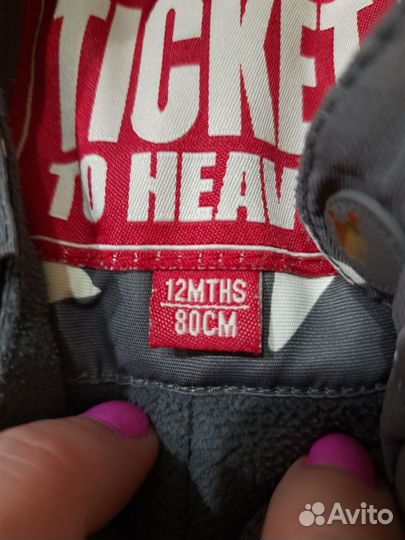 TICKET
TO HEAV
12MTHS
80CM
Avito